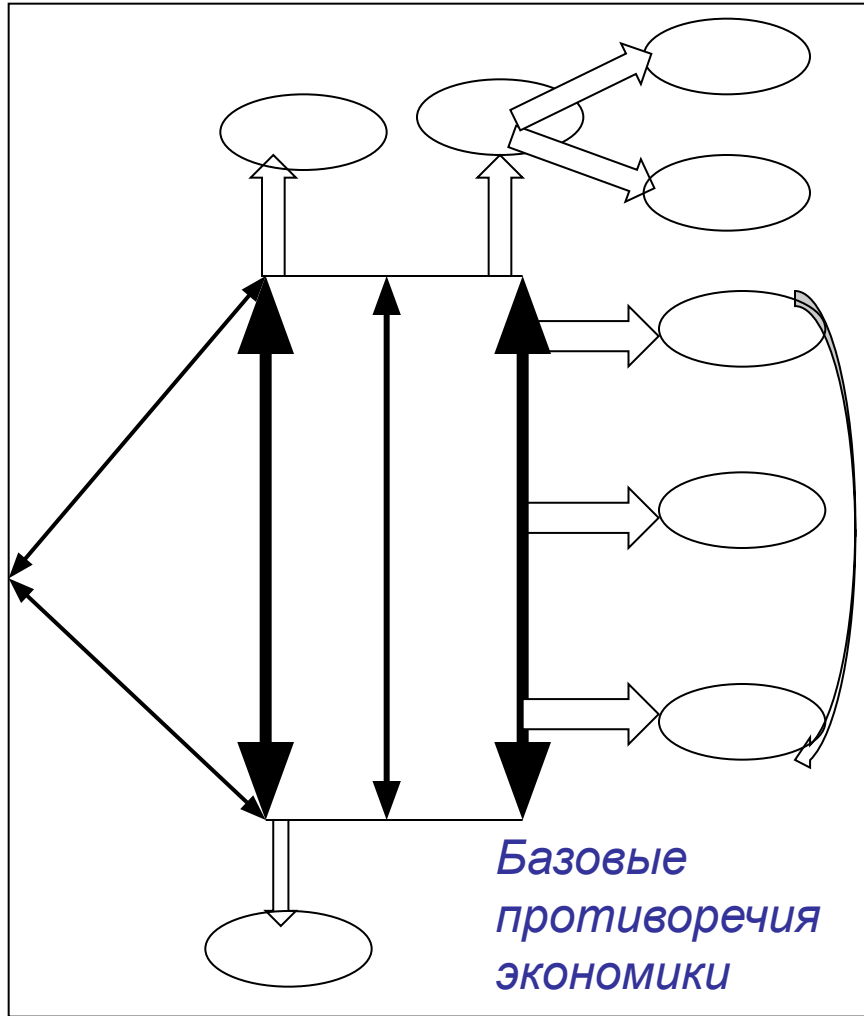 Базовые
противоречия
экономики